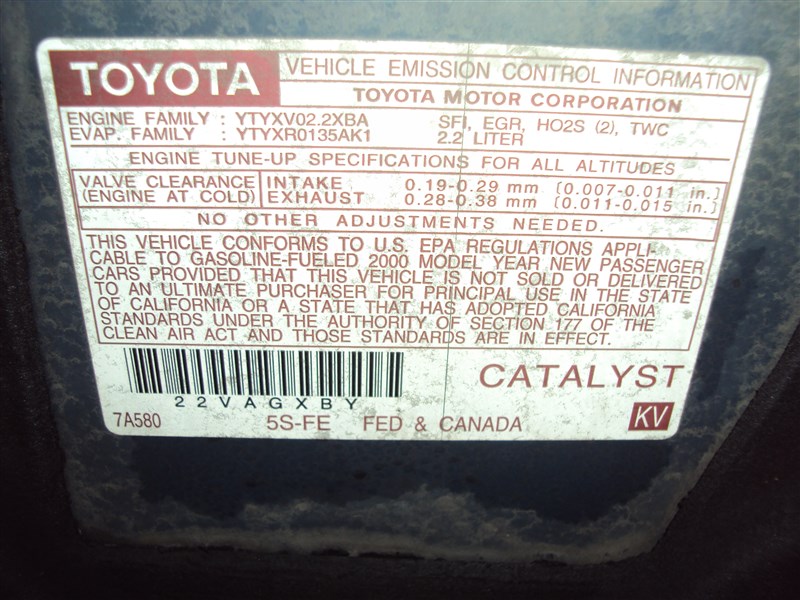 TOYOTA VEHICLE EMISSION CONTROL INFORMATION
TOYOTA MOTOR CORPORATION
ENGINE FAMILY : YTYXV02.2XBA SFI, EGR, HO2S (2), TWC
EVAP. FAMILY : YTYXR0135AK1 2.2 LITER
ENGINE TUNE-UP SPECIFICATIONS FOR ALL ALTITUDES
VALVE CLEARANCE INTAKE 0.19-0.29 mm (0.007-0.011 in.)
(ENGINE AT COLD) EXHAUST 0.28-0.38 mm (0.011-0.015 in.)
NO OTHER ADJUSTMENTS NEEDED.
THIS VEHICLE CONFORMS TO U.S. EPA REGULATIONS APPLI-
CABLE TO GASOLINE-FUELED 2000 MODEL YEAR NEW PASSENGER
CARS PROVIDED THAT THIS VEHICLE IS NOT SOLD OR DELIVERED
TO AN ULTIMATE PURCHASER FOR PRINCIPAL USE IN THE STATE
OF CALIFORNIA OR A STATE THAT HAS ADOPTED CALIFORNIA
STANDARDS UNDER THE AUTHORITY OF SECTION 177 OF THE
CLEAN AIR ACT AND THOSE STANDARDS ARE IN EFFECT.
CATALYST
22VAGXBY
7A580 5S-FE FED & CANADA KV